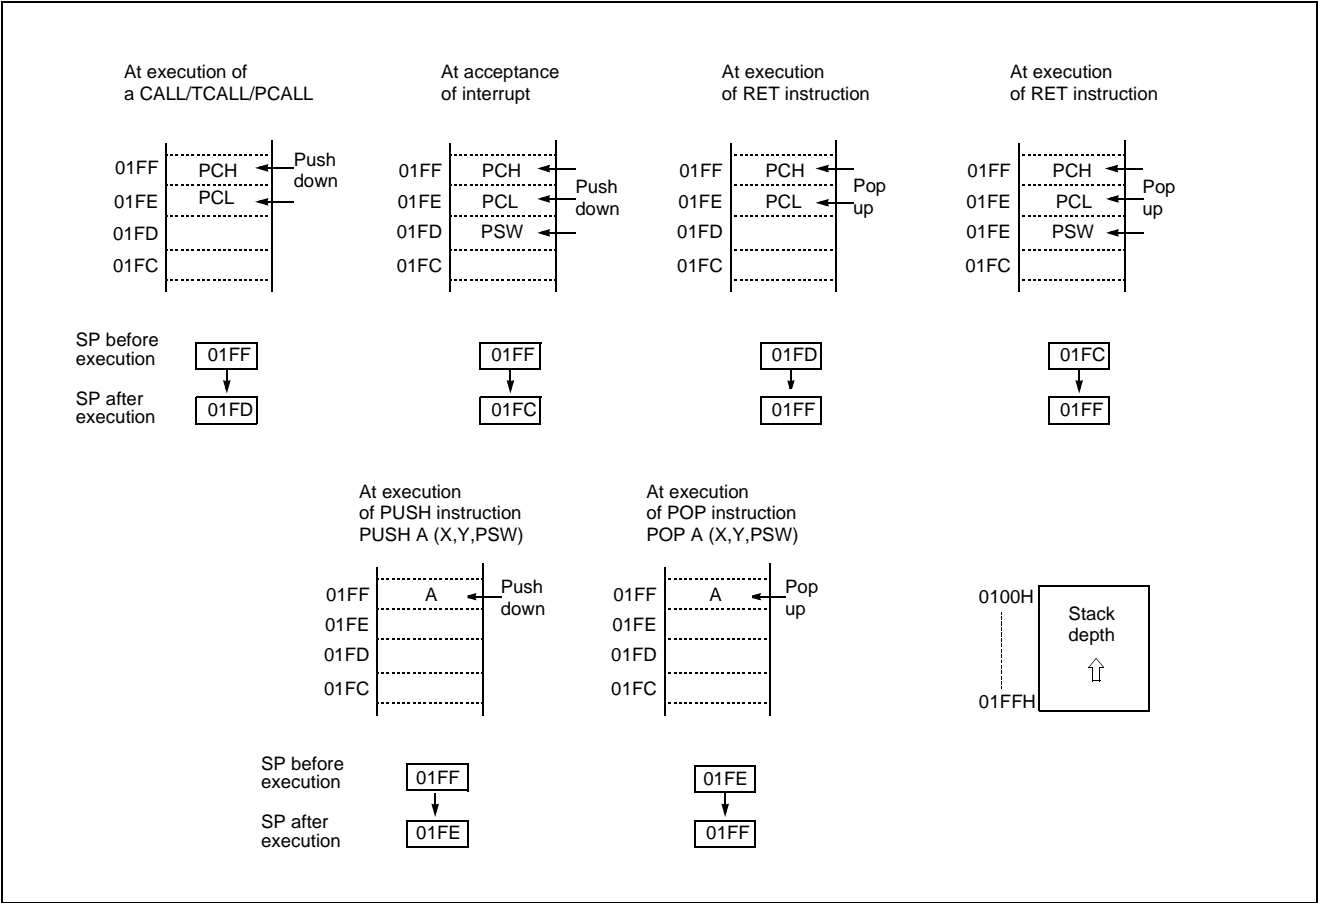 At execution of
a CALL/TCALL/PCALL
01FF PCH Push
down
01FE PCL
01FD
01FC
SP before
execution 01FF
SP after
execution 01FD
At acceptance
of interrupt
01FF PCH
01FE PCL Push
down
01FD PSW
01FC
01FF
01FC
At execution
of RET instruction
01FF PCH
01FE PCL Pop
up
01FD
01FC
01FD
01FF
At execution
of RET instruction
01FF PCH
01FE PCL Pop
up
01FE PSW
01FC
01FC
01FF
At execution
of PUSH instruction
PUSH A (X,Y,PSW)
01FF A Push
down
01FE
01FD
01FC
SP before
execution 01FF
SP after
execution 01FE
At execution
of POP instruction
POP A (X,Y,PSW)
01FF A Pop
up
01FE
01FD
01FC
01FE
01FF
0100H
Stack
depth
01FFH